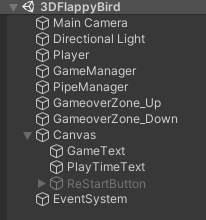 3DFlappyBird
Main Camera
Directional Light
Player
GameManager
PipeManager
GameoverZone_Up
GameoverZone_Down
Canvas
GameText
PlayTimeText
ReStartButton
EventSystem